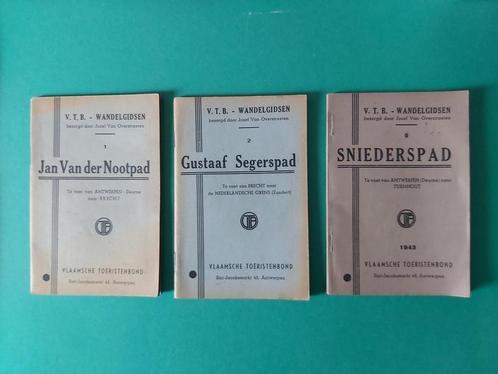 V. T. B. - WANDELGIDSEN
bezorgd door Jozef Van Overstraeten
1
Jan Van der Nootpad
Te voet van ANTWERPEN - Deurne
naar BRECHT
VLAAMSCHE TOERISTENBOND
Sint-Jacobsmarkt 45, Antwerpen
V. T. B. - WANDELGIDSEN
bezorgd door Jozef Van Overstraeten
2
Gustaaf Segerspad
Te voet van BRECHT naar
de NEDERLANDSCHE GRENS (Zundert)
VLAAMSCHE TOERISTENBOND
Sint-Jacobsmarkt 45, Antwerpen
V. T. B. - WANDELGIDSEN
bezorgd door Jozef Van Overstraeten
SNIEDERSPAD
Te voet van ANTWERPEN (Deurne) naar
TURNHOUT
1943
VLAAMSCHE TOERISTENBOND
Sint-Jacobsmarkt 45, Antwerpen